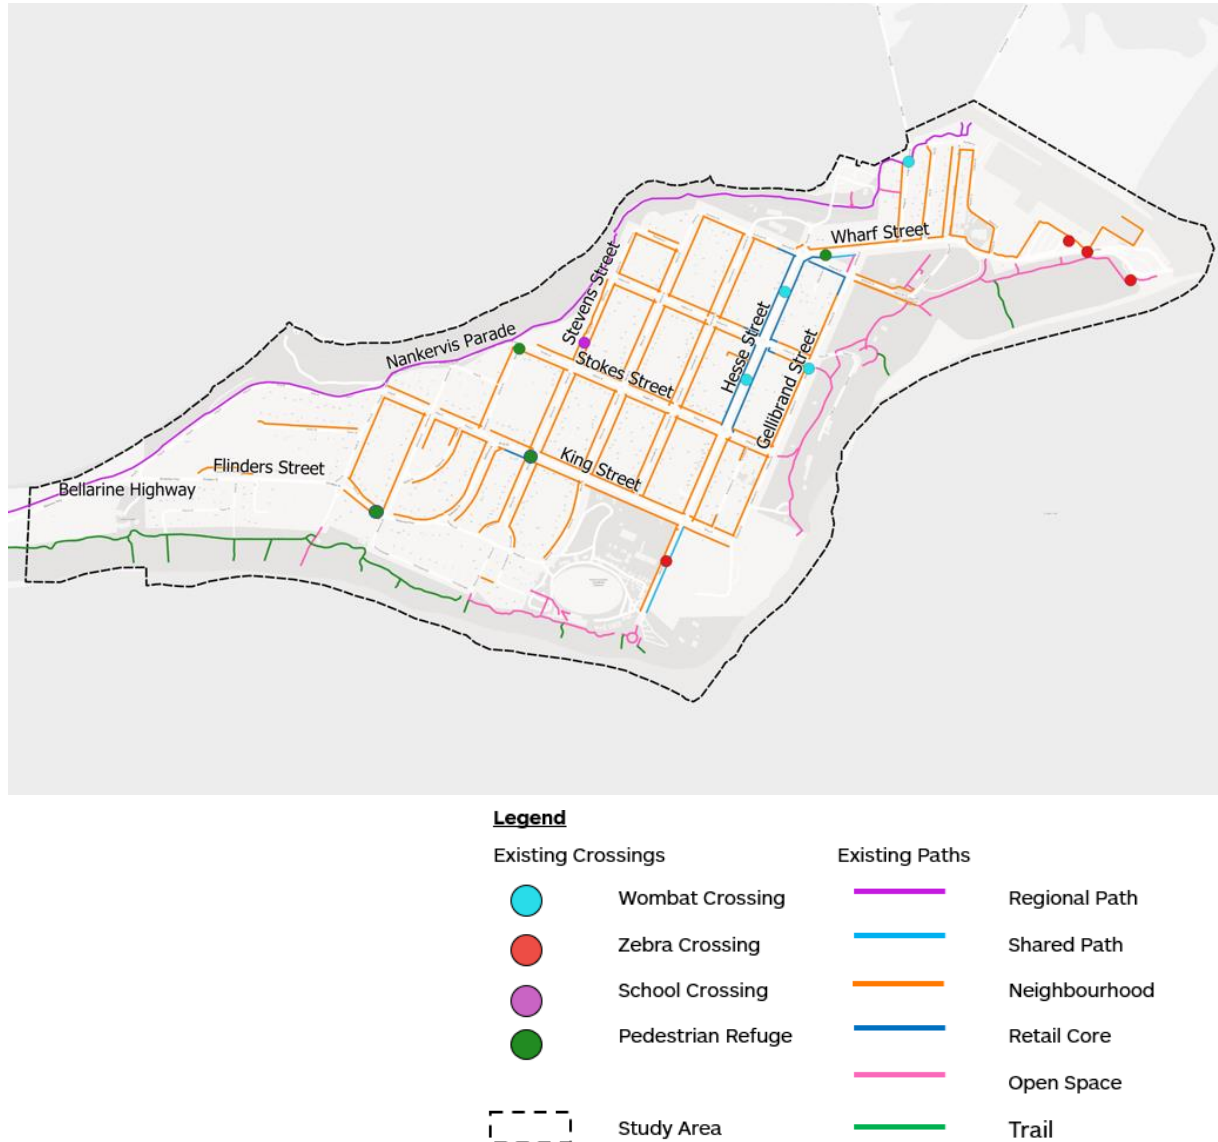 Wharf Street
Stevens Street
Nankervis Parade
Hesse Street
Stokes Street
Gellibrand Street
King Street
Flinders Street
Bellarine Highway
Legend
Existing Crossings
Existing Paths
Wombat Crossing
Regional Path
Zebra Crossing
Shared Path
School Crossing
Neighbourhood
Pedestrian Refuge
Retail Core
Open Space
Study Area
Trail